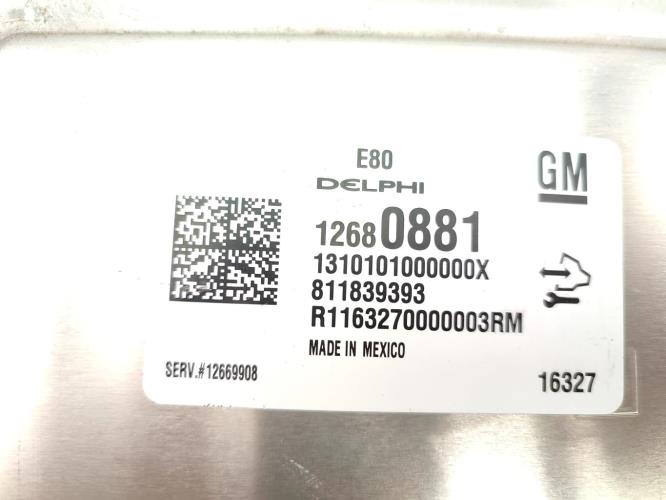 E80
GM
DELPHI
12680881
1310101000000X
811839393
R1163270000003RM
MADE IN MEXICO
SERV.#12669908
16327